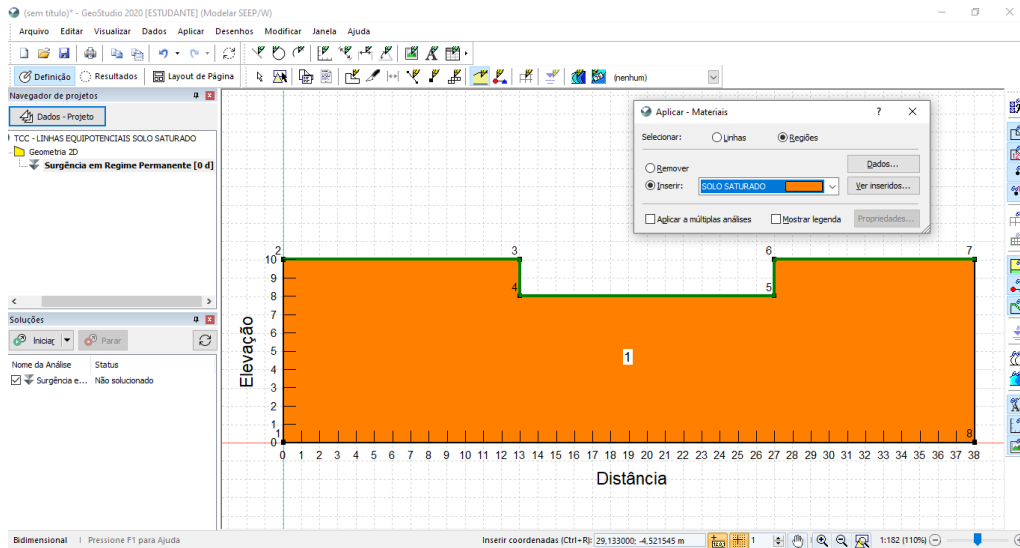 (sem título)* - GeoStudio 2020 [ESTUDANTE] (Modelar SEEP/W)
Arquivo Editar Visualizar Dados Aplicar Desenhos Modificar Janela Ajuda
Definição Resultados Layout de Página (nenhum)
Navegador de projetos
Dados - Projeto
TCC - LINHAS EQUIPOTENCIAIS SOLO SATURADO
Geometria 2D
Surgência em Regime Permanente [0 d]
Aplicar - Materiais ? X
Selecionar: Linhas Regiões
Remover Dados...
Inserir: SOLO SATURADO Ver inseridos...
Aplicar a múltiplas análises Mostrar legenda Propriedades...
Soluções
Iniciar Parar
Nome da Análise Status
Surgência e... Não solucionado
2 3 6 7
4 5
1
1 8
10
9
8
7
6
5
4
3
2
1
0
Elevação
0 1 2 3 4 5 6 7 8 9 10 11 12 13 14 15 16 17 18 19 20 21 22 23 24 25 26 27 28 29 30 31 32 33 34 35 36 37 38
Distância
Bidimensional Pressione F1 para Ajuda Inserir coordenadas (Ctrl+R): 29,133000; -4,521545 m 1 1:182 (110%)